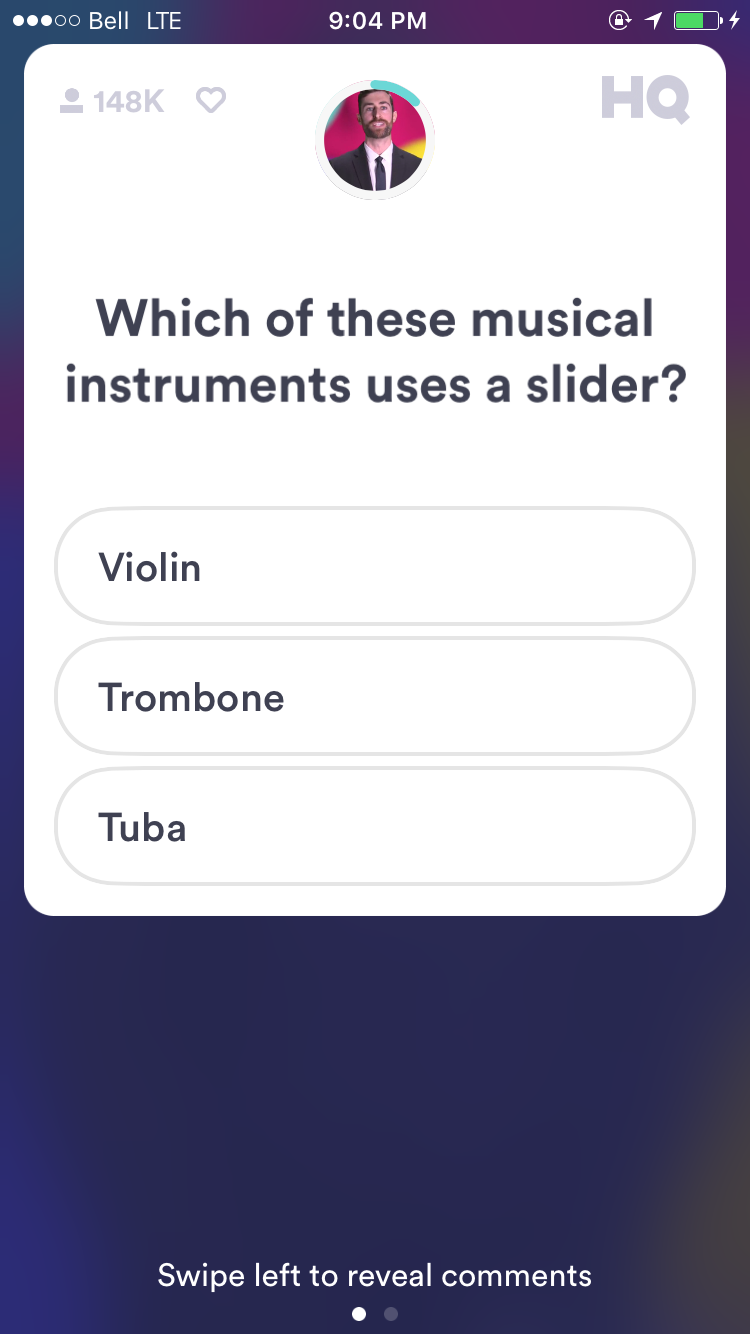 Bell LTE 9:04 PM
148K HQ
Which of these musical
instruments uses a slider?
Violin
Trombone
Tuba
Swipe left to reveal comments